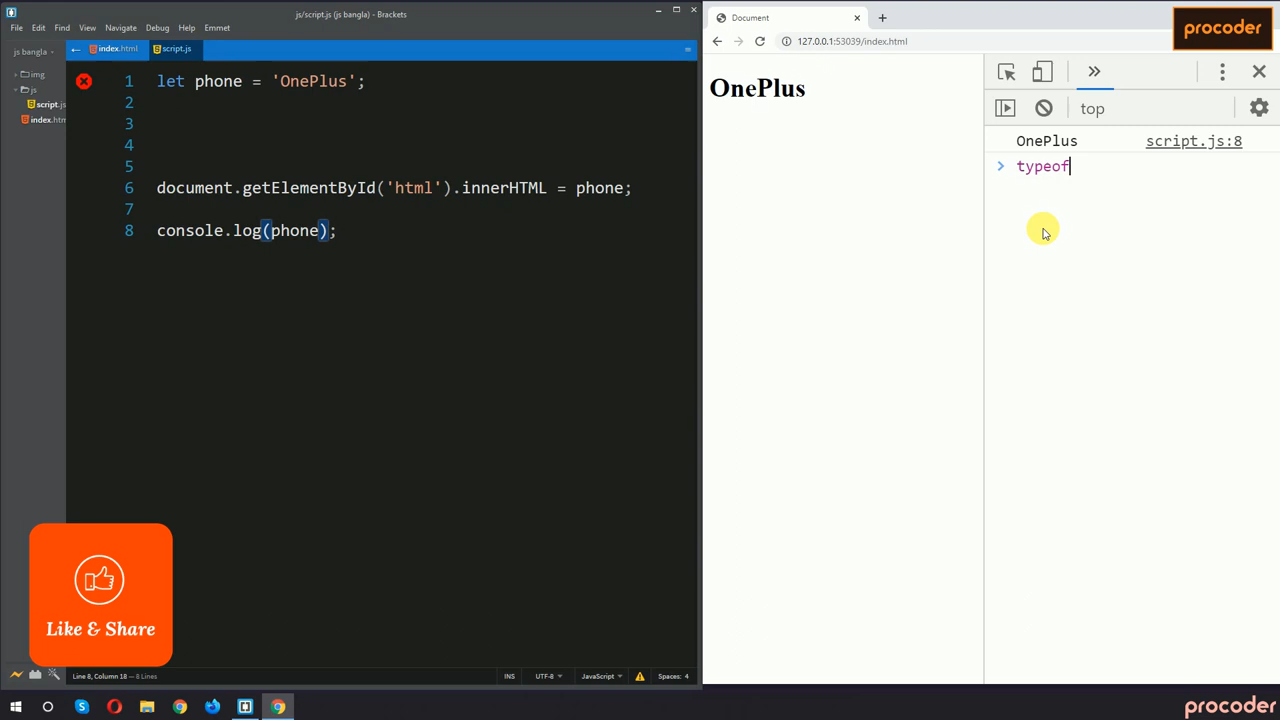 js/script.js (js bangla) - Brackets
File Edit Find View Navigate Debug Help Emmet
js bangla
index.html
script.js
img
js
script.js
index.htm
1 let phone = 'OnePlus';
2
3
4
5
6 document.getElementById('html').innerHTML = phone;
7
8 console.log(phone);
Like & Share
Line 8, Column 18 — 8 Lines
INS
UTF-8
JavaScript
Spaces: 4
Document
127.0.0.1:53039/index.html
procoder
OnePlus
top
OnePlus script.js:8
typeof
procoder